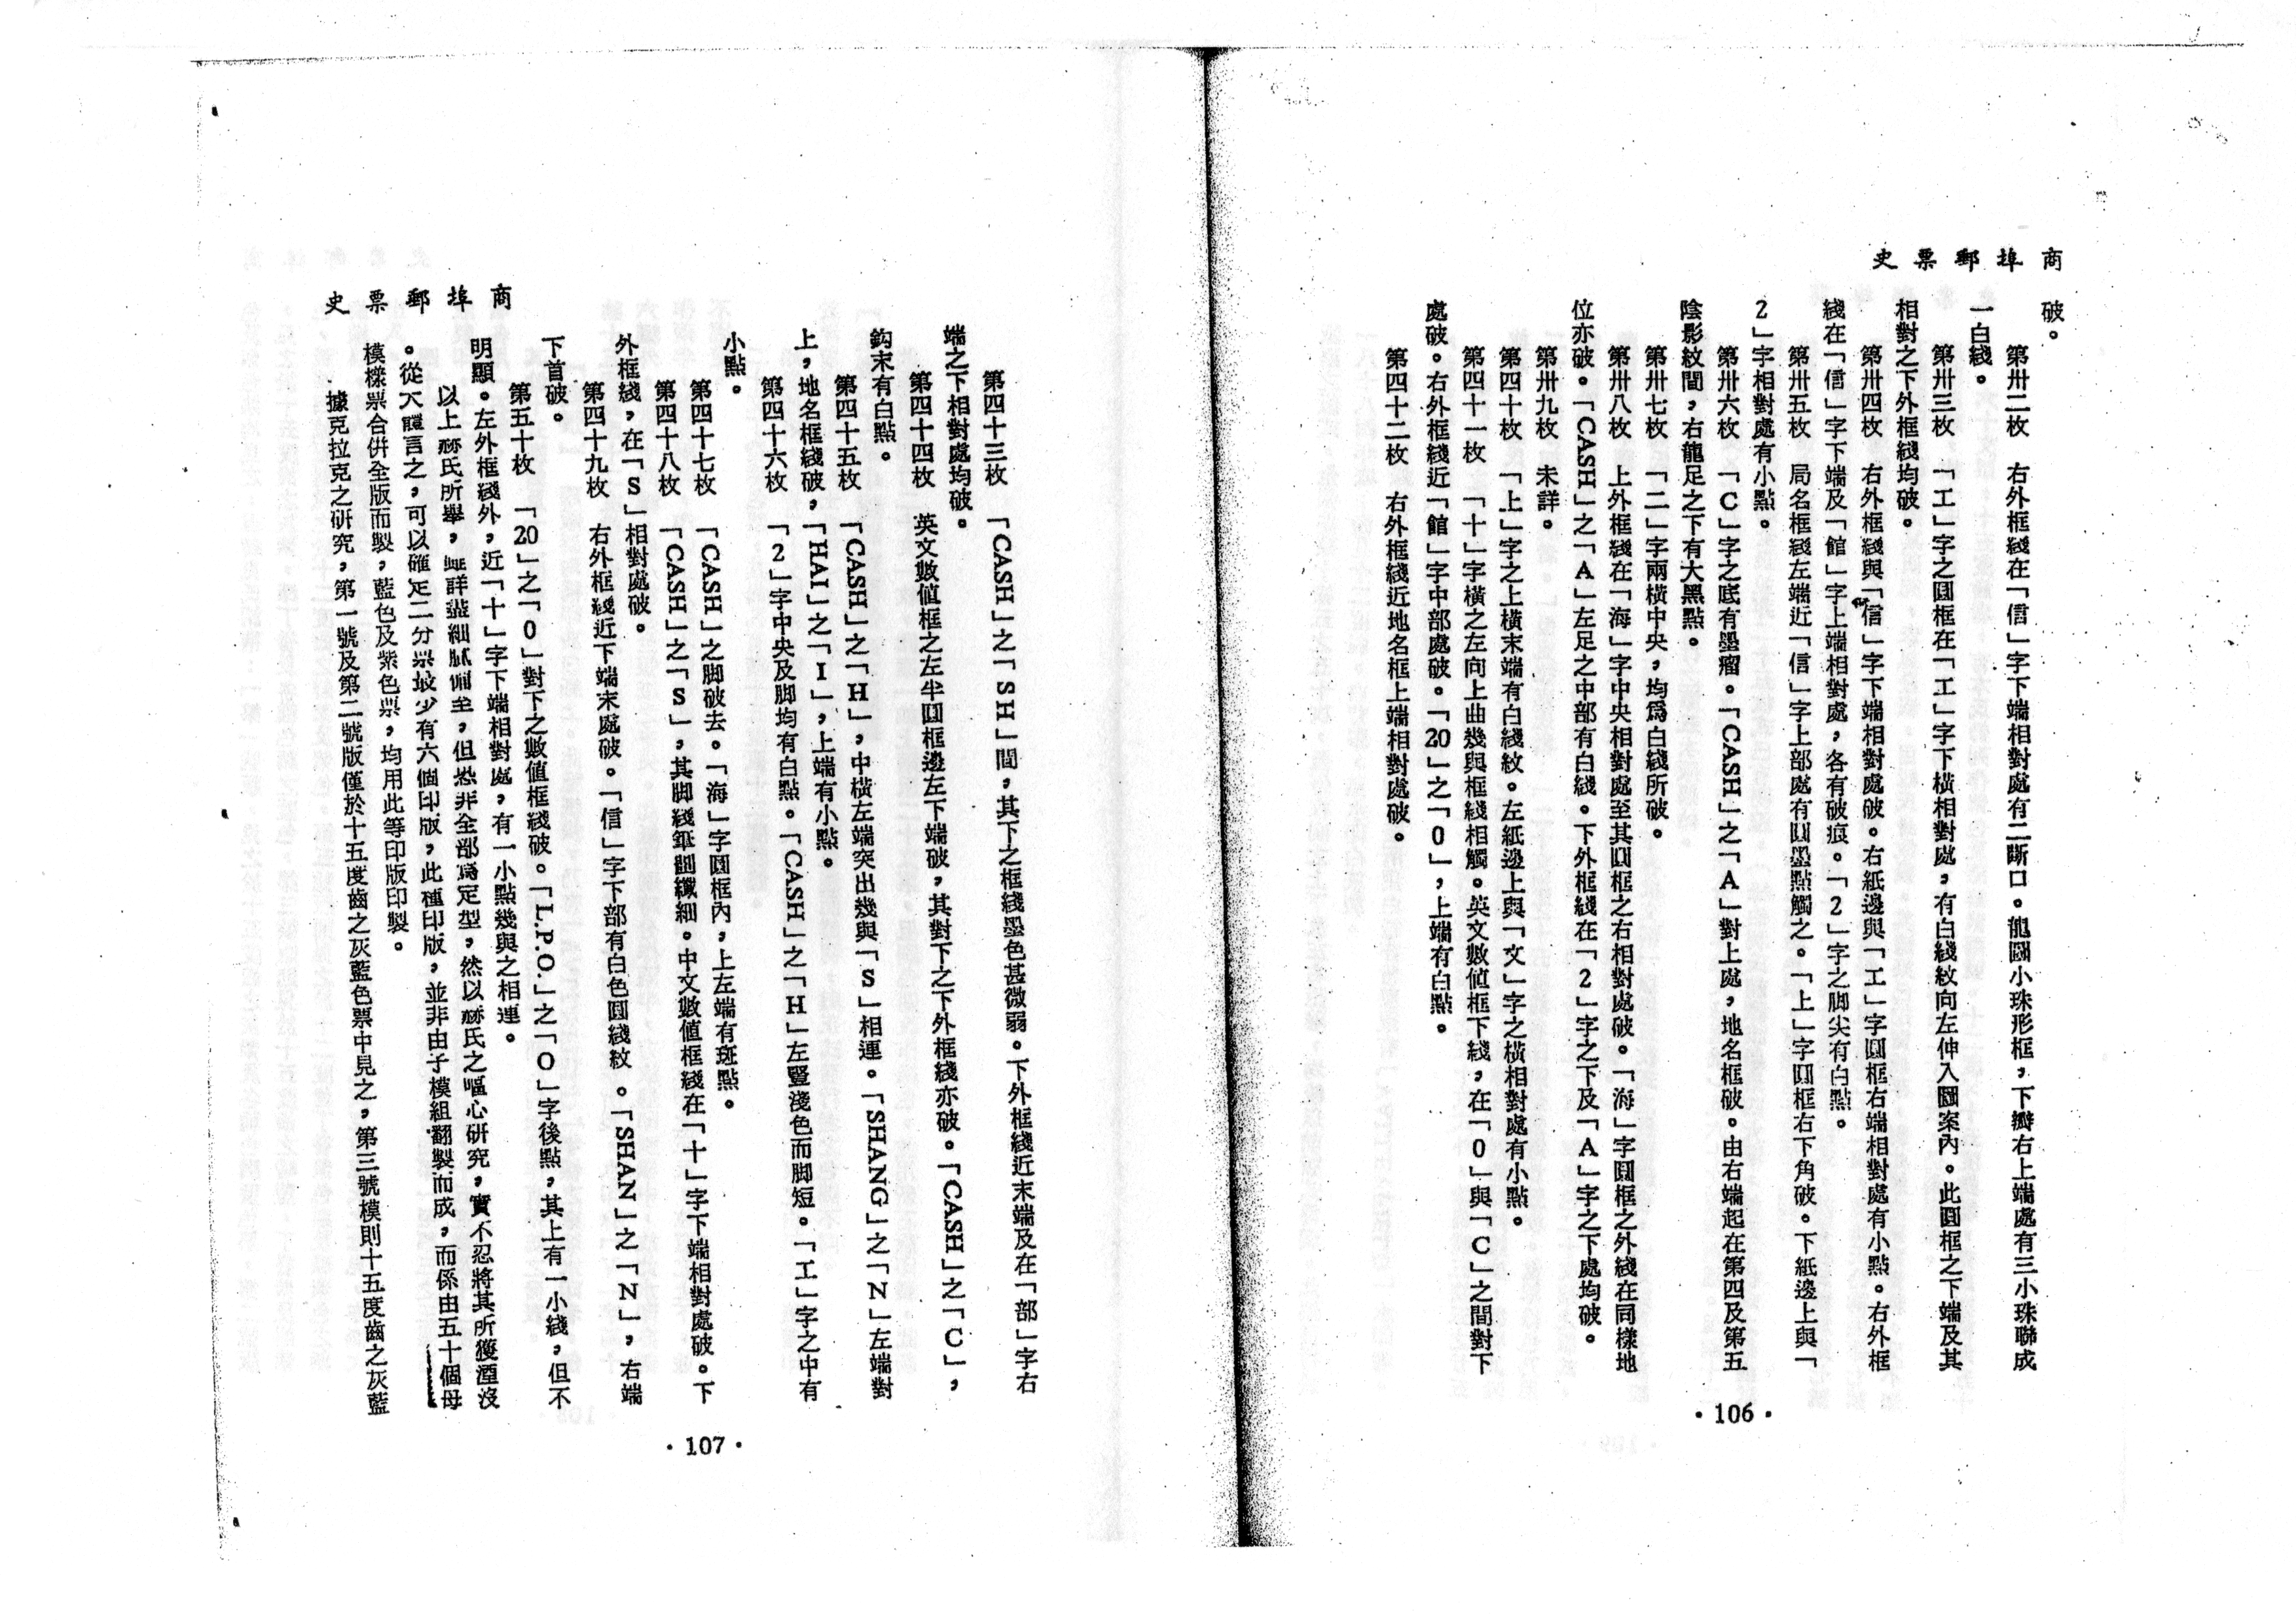 商埠郵票史
破。
第卅二枚　右外框綫在「信」字下端相對處有二斷口。龍圖小珠形框，下瓣右上端處有三小珠聯成
一白綫。
第卅三枚　「工」字之圓框在「工」字下橫相對處，有白綫紋向左伸入圖案內。此圓框之下端及其
相對之下外框綫均破。
第卅四枚　右外框綫與「信」字下端相對處破。右紙邊與「工」字圓框右端相對處有小點。右外框
綫在「信」字下端及「館」字上端相對處，各有破痕。「2」字之脚尖有白點。
第卅五枚　局名框綫左端近「信」字上部處有圓墨點觸之。「上」字圓框右下角破。下紙邊上與「
2」字相對處有小點。
第卅六枚　「C」字之底有墨瘤。「CASH」之「A」對上處，地名框破。由右端起在第四及第五
陰影紋間，右龍足之下有大黑點。
第卅七枚　「二」字兩橫中央，均爲白綫所破。
第卅八枚　上外框綫在「海」字中央相對處至其圓框之右相對處破。「海」字圓框之外綫在同樣地
位亦破。「CASH」之「A」左足之中部有白綫。下外框綫在「2」字之下及「A」字之下處均破。
第卅九枚　未詳。
第四十枚　「上」字之上橫末端有白綫紋。左紙邊上與「文」字之橫相對處有小點。
第四十一枚　「十」字橫之左向上曲幾與框綫相觸。英文數值框下綫，在「0」與「C」之間對下
處破。右外框綫近「館」字中部處破。「20」之「0」，上端有白點。
第四十二枚　右外框綫近地名框上端相對處破。
・106・
第四十三枚　「CASH」之「SH」間，其下之框綫墨色甚微弱。下外框綫近末端及在「部」字右
端之下相對處均破。
第四十四枚　英文數值框之左半圓框邊左下端破，其對下之下外框綫亦破。「CASH」之「C」，
鈎末有白點。
第四十五枚　「CASH」之「H」，中橫左端突出幾與「S」相連。「SHANG」之「N」左端對
上，地名框綫破，「HAI」之「I」，上端有小點。
第四十六枚　「2」字中央及脚均有白點。「CASH」之「H」左豎淺色而脚短。「工」字之中有
小點。
第四十七枚　「CASH」之脚破去。「海」字圓框內，上左端有斑點。
第四十八枚　「CASH」之「S」，其脚綫筆劃纖細。中文數值框綫在「十」字下端相對處破。下
外框綫，在「S」相對處破。
第四十九枚　右外框綫近下端末處破。「信」字下部有白色圓綫紋。「SHAN」之「N」，右端
下首破。
第五十枚　「20」之「0」對下之數值框綫破。「L.P.O.」之「O」字後點，其上有一小綫，但不
明顯。左外框綫外，近「十」字下端相對處，有一小點幾與之相連。
以上赫氏所舉，雖詳盡細膩備至，但恐非全部爲定型，然以赫氏之嘔心研究，實不忍將其所獲湮沒
。從大體言之，可以確定二分票最少有六個印版，此種印版，並非由子模組翻製而成，而係由五十個母
模樣票合併全版而製，藍色及紫色票，均用此等印版印製。
據克拉克之研究，第一號及第二號版僅於十五度齒之灰藍色票中見之，第三號模則十五度齒之灰藍
商埠郵票史
・107・